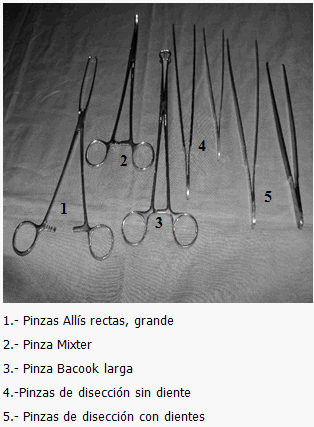 1
2
3
4
5
1.- Pinzas Allís rectas, grande
2.- Pinza Mixter
3.- Pinza Bacook larga
4.-Pinzas de disección sin diente
5.- Pinzas de disección con dientes